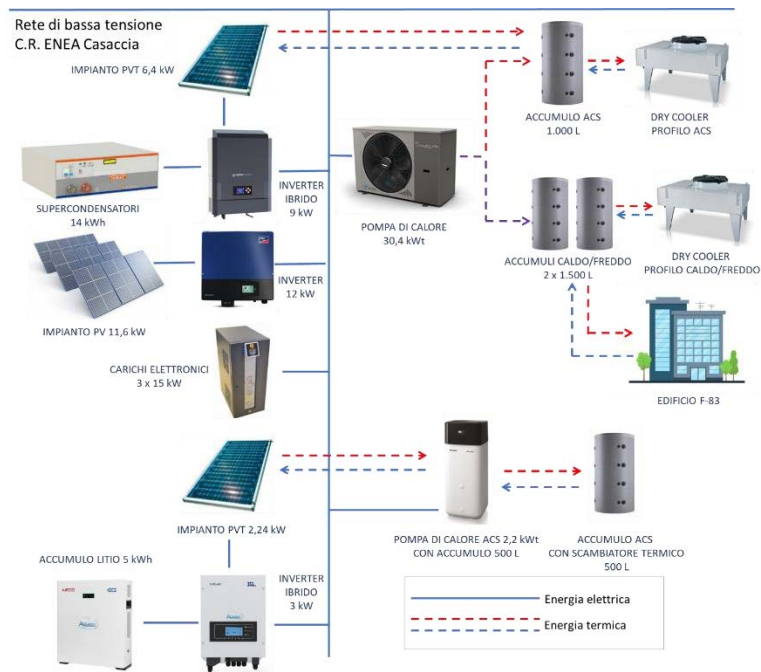 Rete di bassa tensione
C.R. ENEA Casaccia
IMPIANTO PVT 6,4 kW
ACCUMULO ACS
1.000 L
DRY COOLER
PROFILO ACS
SUPERCONDENSATORI
14 kWh
INVERTER
IBRIDO
9 kW
POMPA DI CALORE
30,4 kWt
ACCUMULI CALDO/FREDDO
2 x 1.500 L
DRY COOLER
PROFILO CALDO/FREDDO
IMPIANTO PV 11,6 kW
INVERTER
12 kW
CARICHI ELETTRONICI
3 x 15 kW
EDIFICIO F-83
IMPIANTO PVT 2,24 kW
POMPA DI CALORE ACS 2,2 kWt
CON ACCUMULO 500 L
ACCUMULO ACS
CON SCAMBIATORE TERMICO
500 L
ACCUMULO LITIO 5 kWh
INVERTER
IBRIDO
3 kW
Energia elettrica
Energia termica